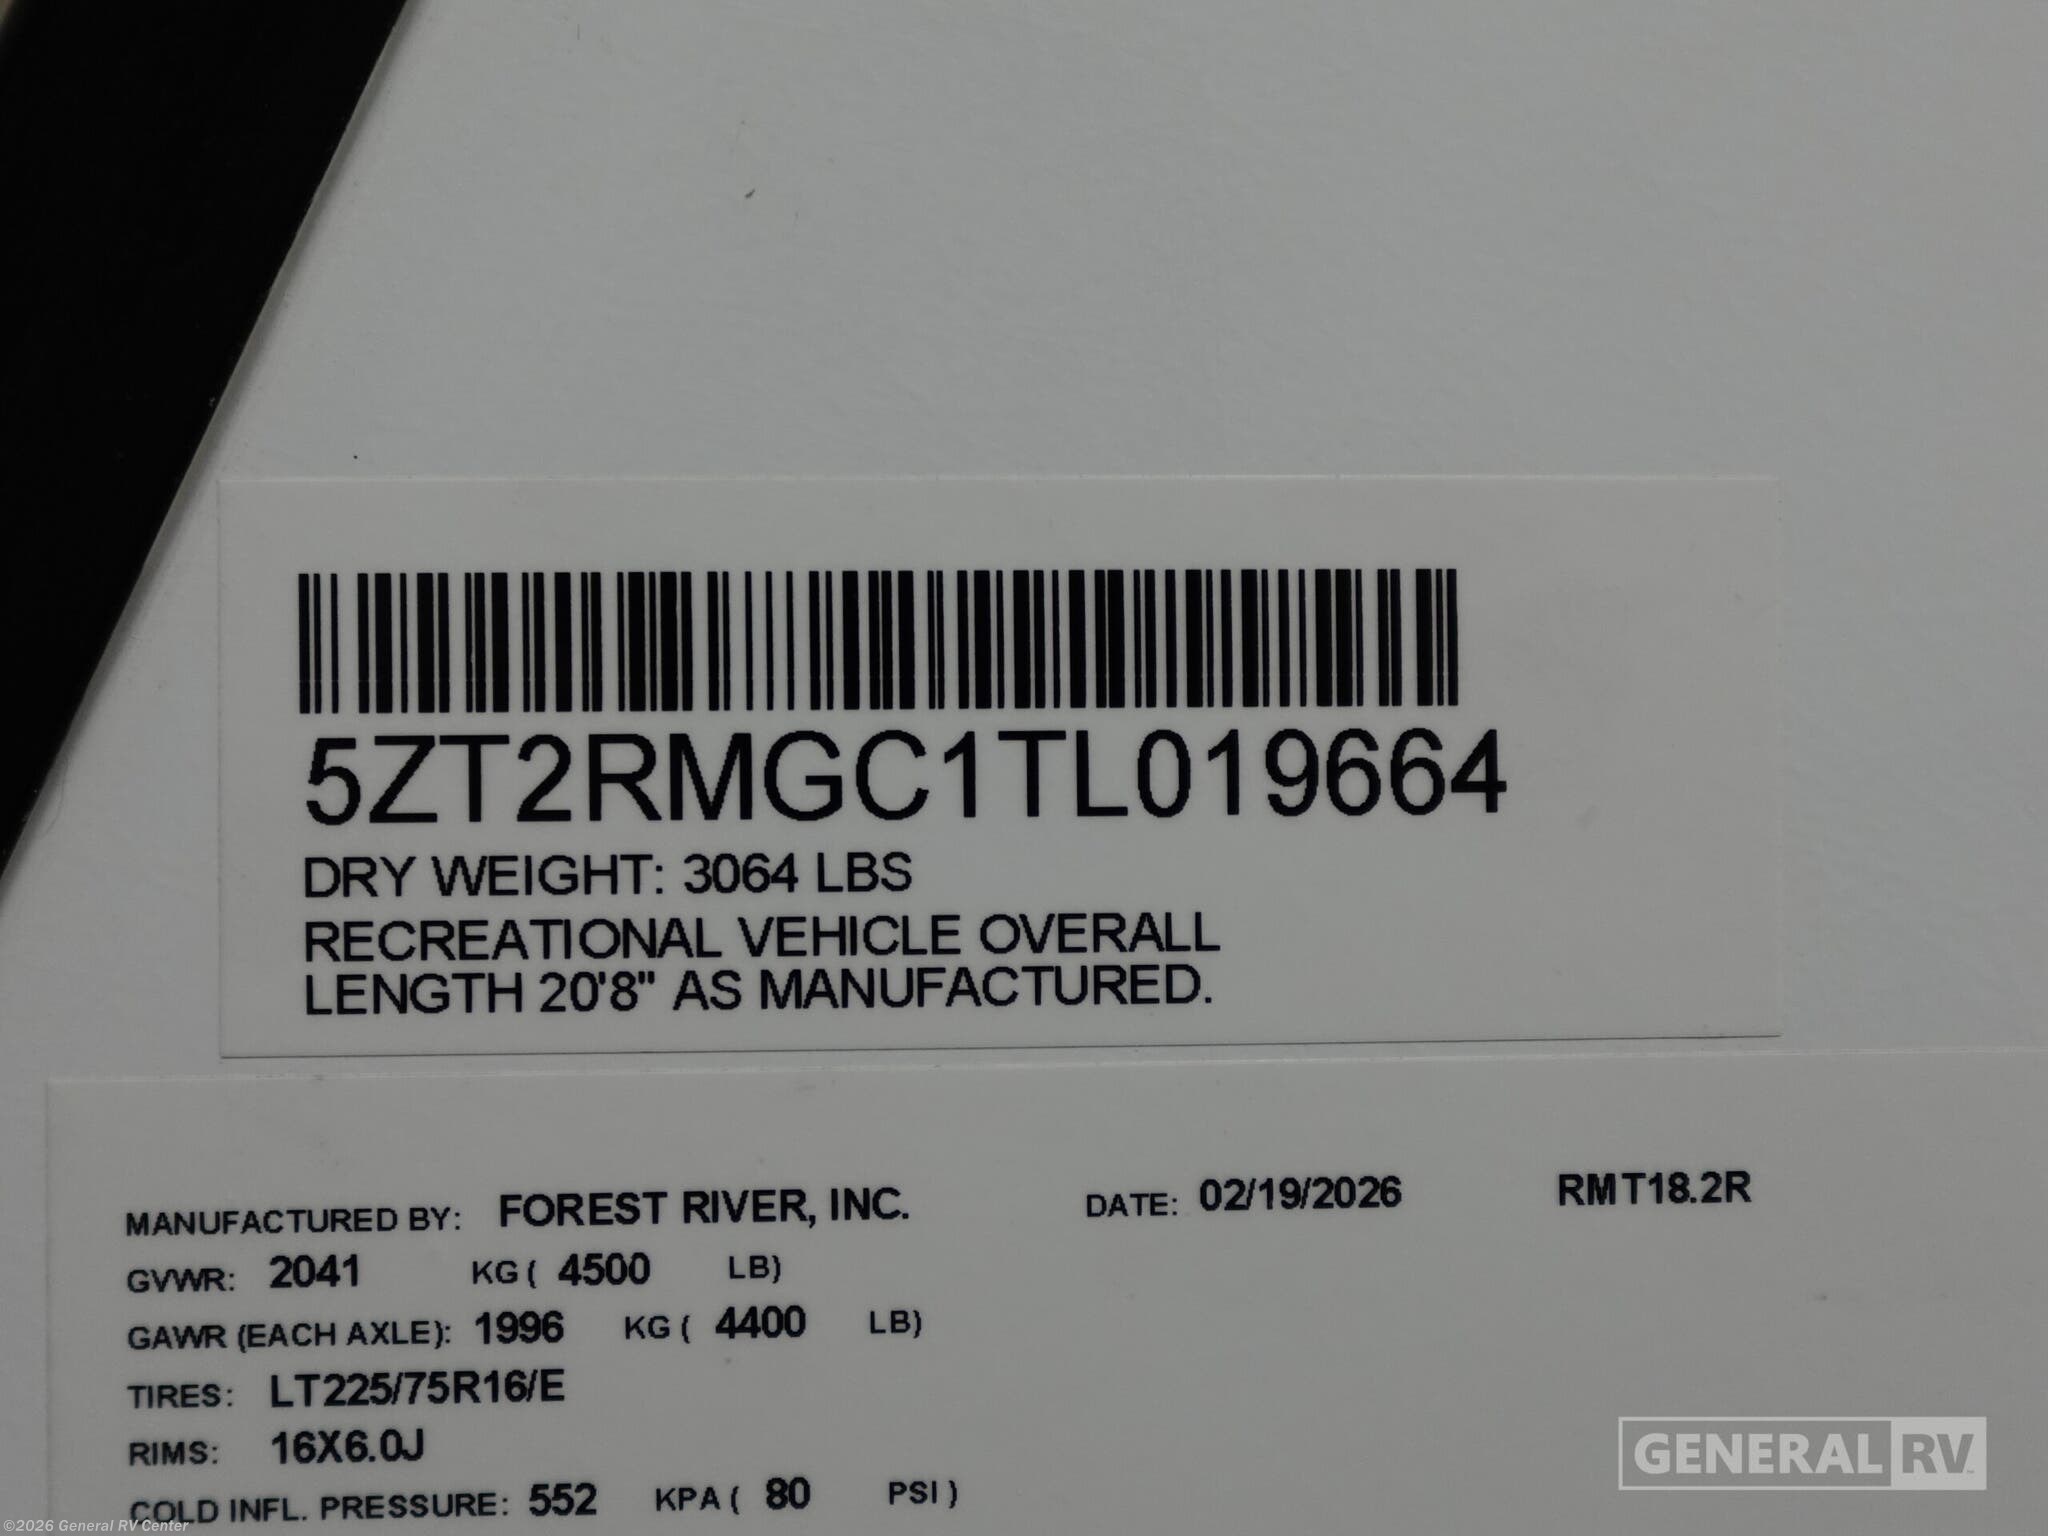 5ZT2RMGC1TL019664
DRY WEIGHT: 3064 LBS
RECREATIONAL VEHICLE OVERALL
LENGTH 20'8" AS MANUFACTURED.
MANUFACTURED BY: FOREST RIVER, INC. DATE: 02/19/2026 RMT18.2R
GVWR: 2041 KG ( 4500 LB)
GAWR (EACH AXLE): 1996 KG ( 4400 LB)
TIRES: LT225/75R16/E
RIMS: 16X6.0J
COLD INFL. PRESSURE: 552 KPA ( 80 PSI )
GENERAL RV
©2026 General RV Center